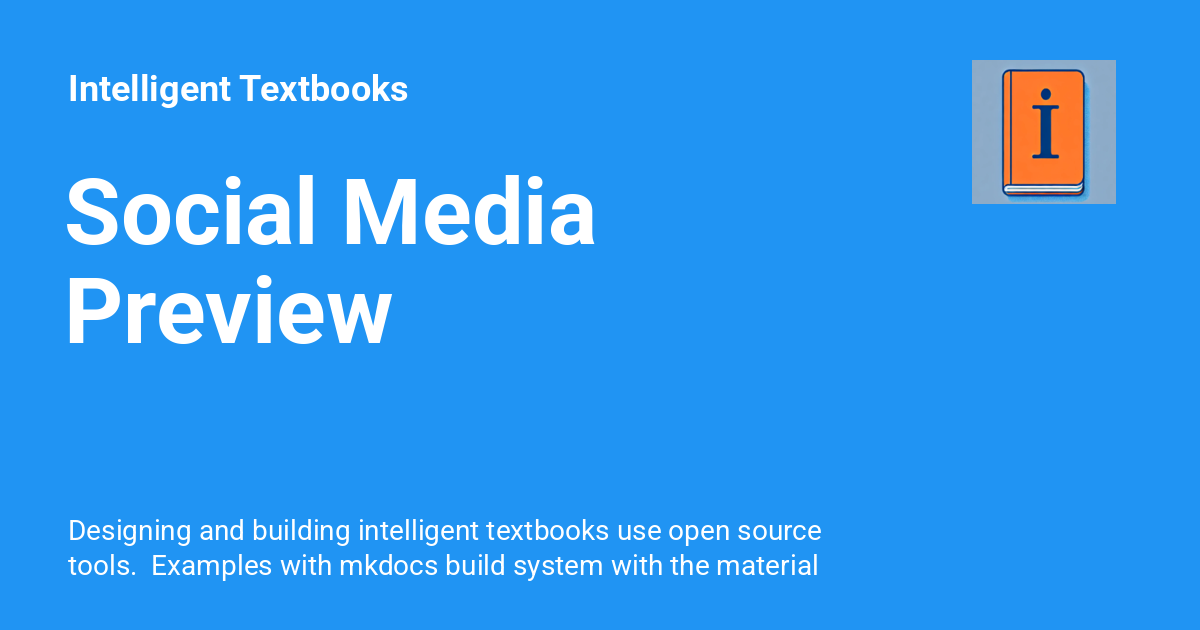 Intelligent Textbooks
i
Social Media
Preview
Designing and building intelligent textbooks use open source
tools.  Examples with mkdocs build system with the material